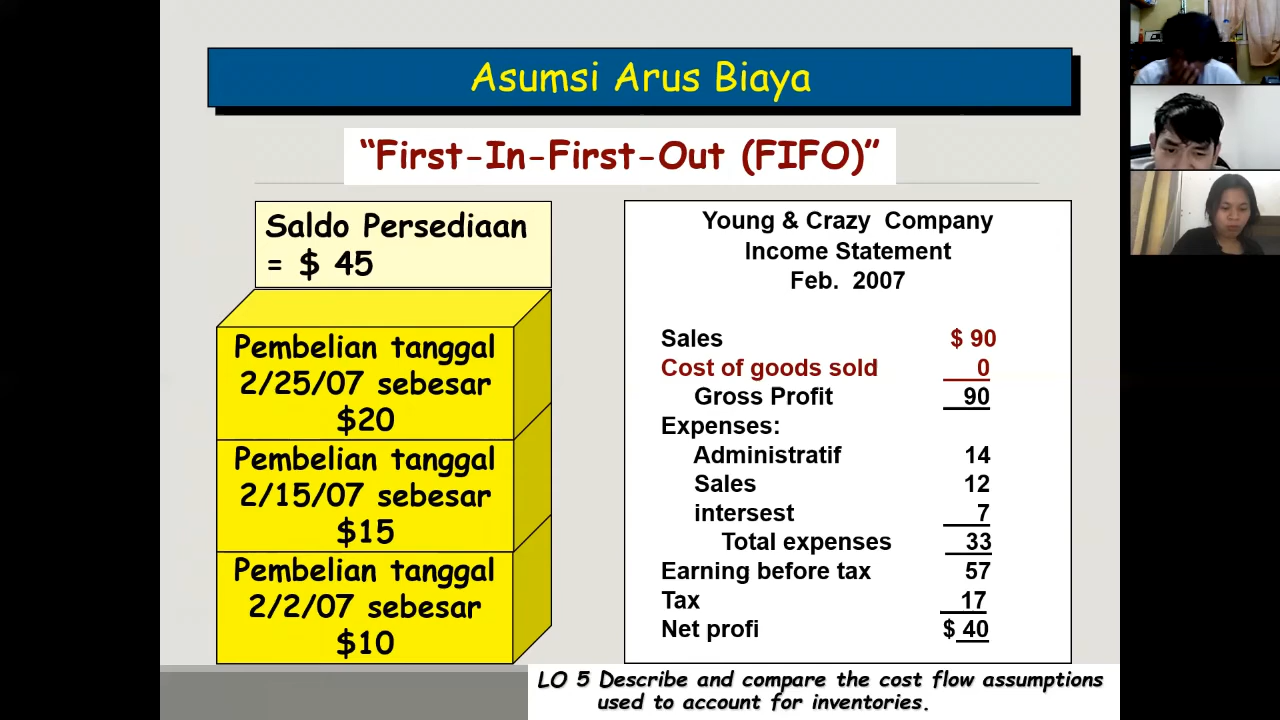 Asumsi Arus Biaya
“First-In-First-Out (FIFO)”
Saldo Persediaan
= $ 45
Pembelian tanggal
2/25/07 sebesar
$20
Pembelian tanggal
2/15/07 sebesar
$15
Pembelian tanggal
2/2/07 sebesar
$10
Young & Crazy Company
Income Statement
Feb. 2007
Sales $ 90
Cost of goods sold 0
Gross Profit 90
Expenses:
Administratif 14
Sales 12
intersest 7
Total expenses 33
Earning before tax 57
Tax 17
Net profi $ 40
LO 5 Describe and compare the cost flow assumptions
used to account for inventories.